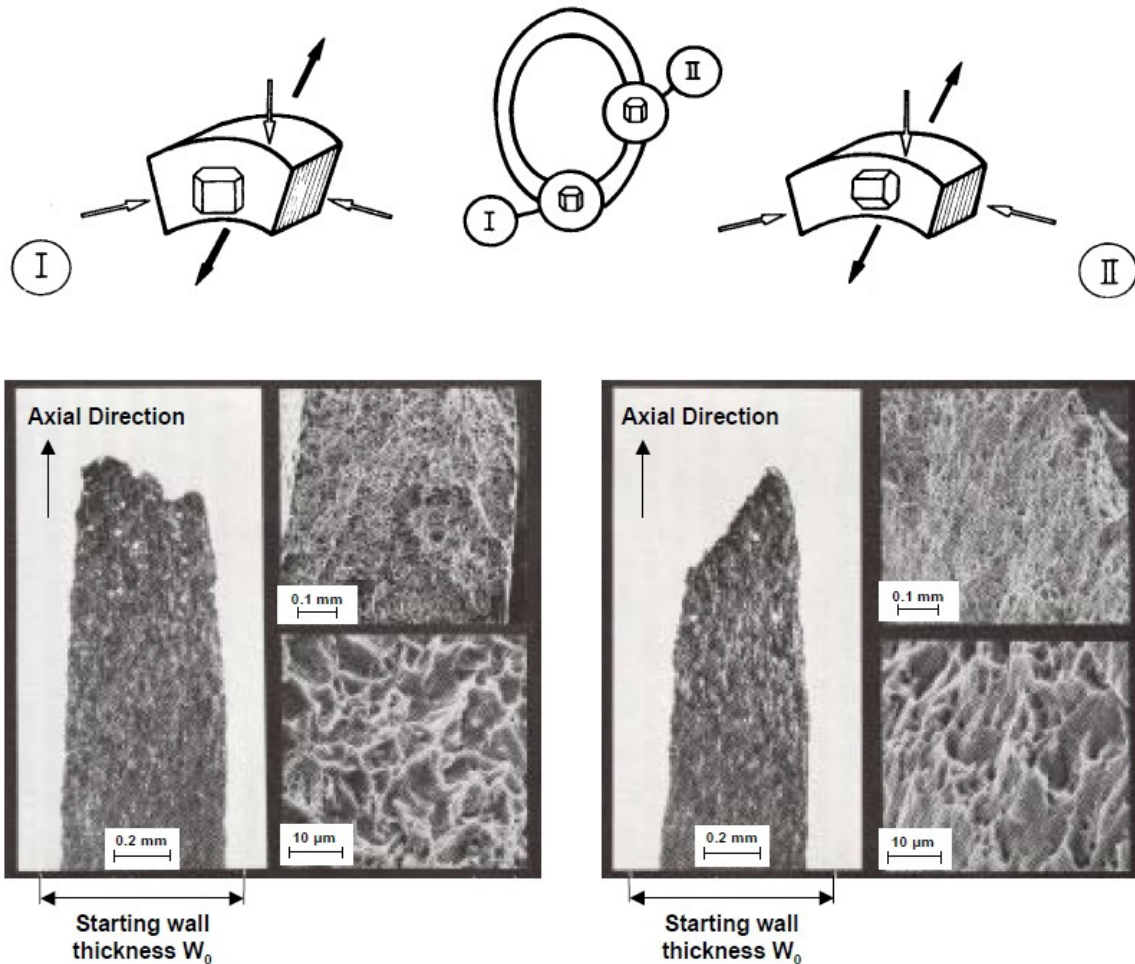 II
I
I
II
Axial Direction
0.1 mm
0.2 mm
10 µm
Starting wall
thickness W₀
Axial Direction
0.1 mm
0.2 mm
10 µm
Starting wall
thickness W₀